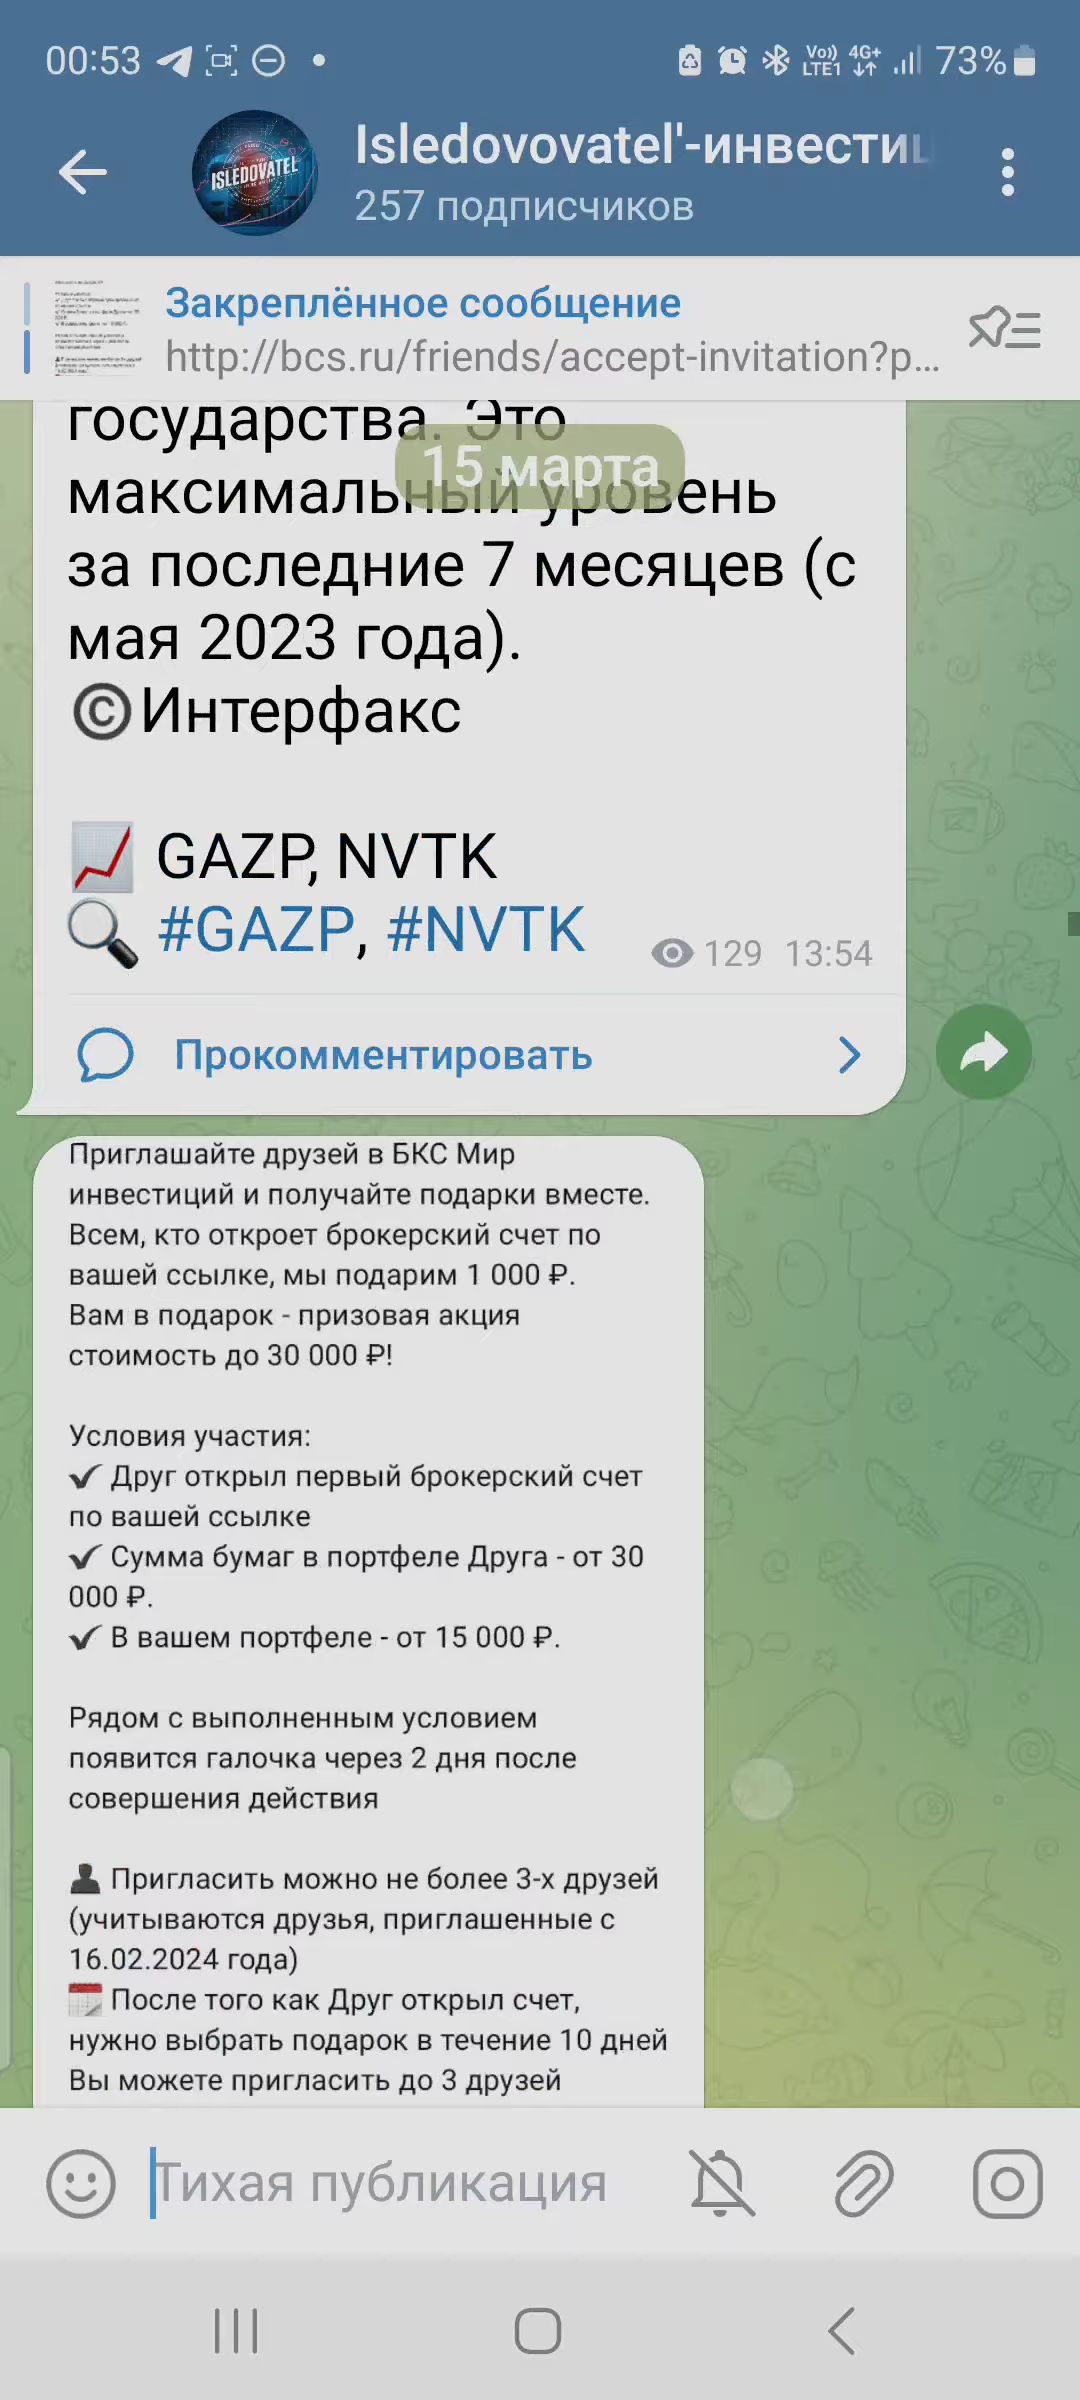 00:53
Vo)) LTE1 4G+ 73%
Isledovovatel'-инвестиц
ISLEDOVATEL
257 подписчиков
Закреплённое сообщение
http://bcs.ru/friends/accept-invitation?p...
государства. Это
15 марта
максимальный уровень
за последние 7 месяцев (с
мая 2023 года).
©Интерфакс
GAZP, NVTK
#GAZP, #NVTK
129 13:54
Прокомментировать
Приглашайте друзей в БКС Мир
инвестиций и получайте подарки вместе.
Всем, кто откроет брокерский счет по
вашей ссылке, мы подарим 1 000 ₽.
Вам в подарок - призовая акция
стоимость до 30 000 ₽!
Условия участия:
✔ Друг открыл первый брокерский счет
по вашей ссылке
✔ Сумма бумаг в портфеле Друга - от 30
000 ₽.
✔ В вашем портфеле - от 15 000 ₽.
Рядом с выполненным условием
появится галочка через 2 дня после
совершения действия
Пригласить можно не более 3-х друзей
(учитываются друзья, приглашенные с
16.02.2024 года)
После того как Друг открыл счет,
нужно выбрать подарок в течение 10 дней
Вы можете пригласить до 3 друзей
Тихая публикация